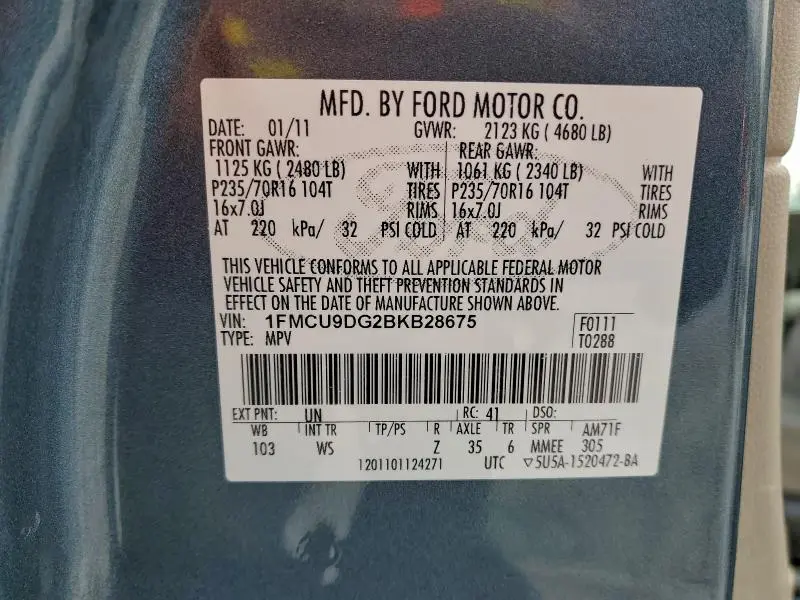 MFD. BY FORD MOTOR CO.
DATE: 01/11 GVWR: 2123 KG ( 4680 LB)
FRONT GAWR: REAR GAWR:
1125 KG ( 2480 LB) WITH 1061 KG ( 2340 LB) WITH
P235/70R16 104T TIRES P235/70R16 104T TIRES
16x7.0J RIMS 16x7.0J RIMS
AT 220 kPa/ 32 PSI COLD AT 220 kPa/ 32 PSI COLD
THIS VEHICLE CONFORMS TO ALL APPLICABLE FEDERAL MOTOR
VEHICLE SAFETY AND THEFT PREVENTION STANDARDS IN
EFFECT ON THE DATE OF MANUFACTURE SHOWN ABOVE.
VIN: 1FMCU9DG2BKB28675 F0111
TYPE: MPV T0288
EXT PNT: UN RC: 41 DSO:
WB INT TR TP/PS R AXLE TR SPR AM71F
103 WS Z 35 6 MMEE 305
1201101124271 UTC ▽5U5A-1520472-BA
Ford